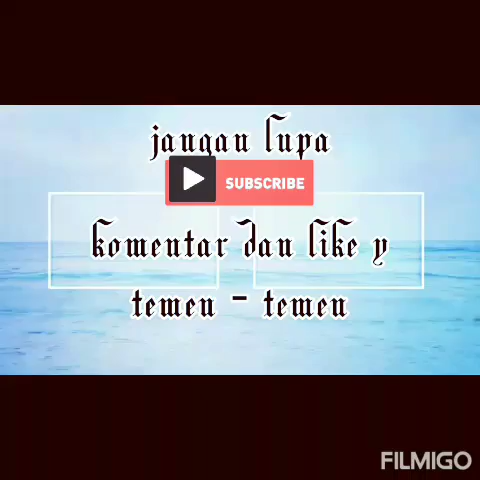 jangan lupa
SUBSCRIBE
komentar dan like y
temen - temen
FILMIGO